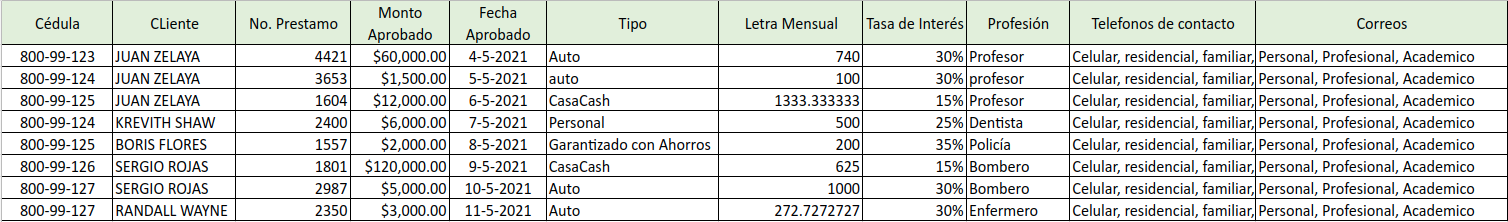 Cédula CLiente No. Prestamo Monto Aprobado Fecha Aprobado Tipo Letra Mensual Tasa de Interés Profesión Telefonos de contacto Correos
800-99-123 JUAN ZELAYA 4421 $60,000.00 4-5-2021 Auto 740 30% Profesor Celular, residencial, familiar, Personal, Profesional, Academico
800-99-124 JUAN ZELAYA 3653 $1,500.00 5-5-2021 auto 100 30% profesor Celular, residencial, familiar, Personal, Profesional, Academico
800-99-125 JUAN ZELAYA 1604 $12,000.00 6-5-2021 CasaCash 1333.333333 15% Profesor Celular, residencial, familiar, Personal, Profesional, Academico
800-99-124 KREVITH SHAW 2400 $6,000.00 7-5-2021 Personal 500 25% Dentista Celular, residencial, familiar, Personal, Profesional, Academico
800-99-125 BORIS FLORES 1557 $2,000.00 8-5-2021 Garantizado con Ahorros 200 35% Policía Celular, residencial, familiar, Personal, Profesional, Academico
800-99-126 SERGIO ROJAS 1801 $120,000.00 9-5-2021 CasaCash 625 15% Bombero Celular, residencial, familiar, Personal, Profesional, Academico
800-99-127 SERGIO ROJAS 2987 $5,000.00 10-5-2021 Auto 1000 30% Bombero Celular, residencial, familiar, Personal, Profesional, Academico
800-99-127 RANDALL WAYNE 2350 $3,000.00 11-5-2021 Auto 272.7272727 30% Enfermero Celular, residencial, familiar, Personal, Profesional, Academico